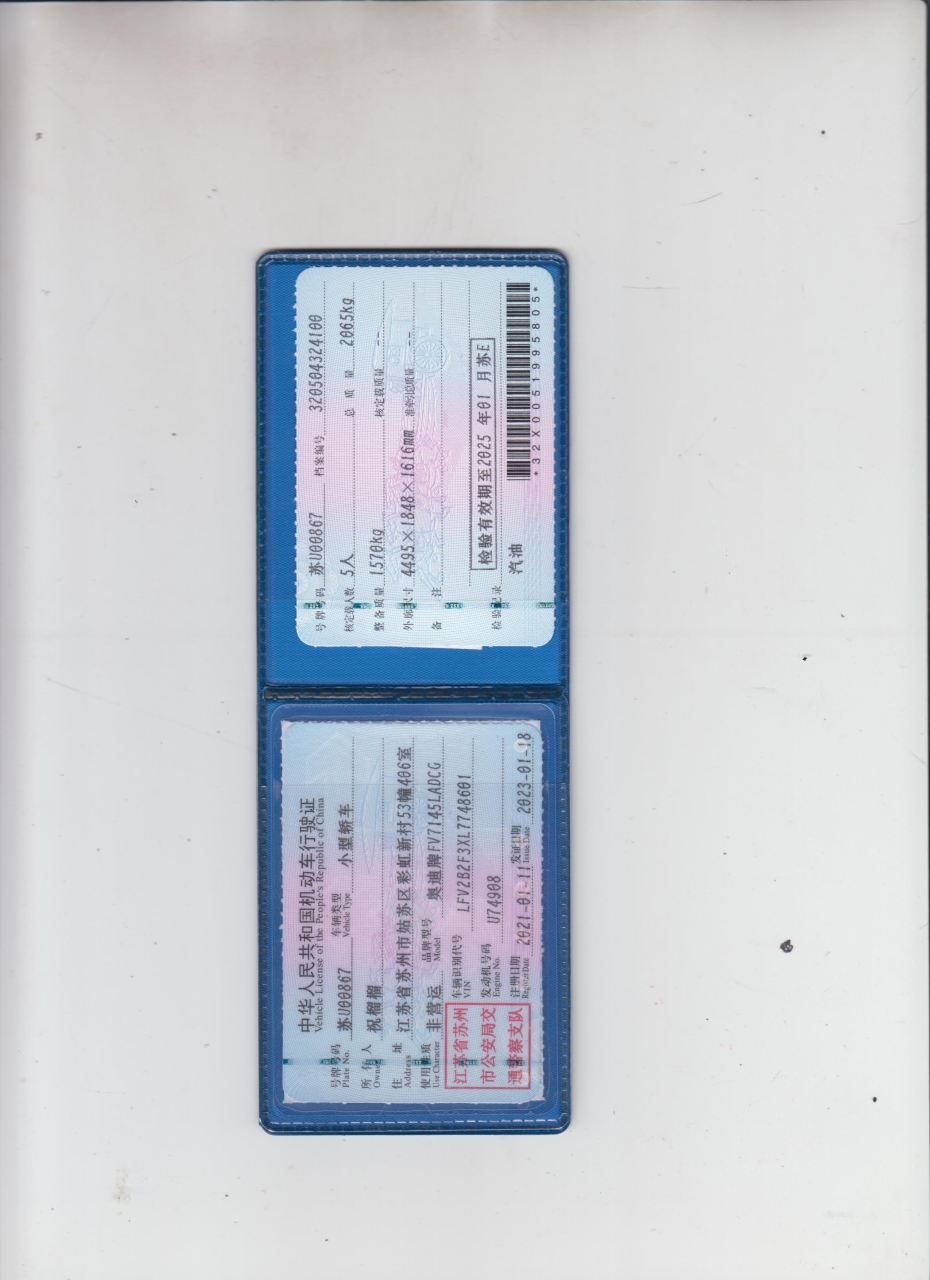 中华人民共和国机动车行驶证
Vehicle License of the People's Republic of China
号牌号码 苏U00867 车辆类型 小型轿车
Plate No. Vehicle Type
所有人 祝榴榴
Owner
住址 江苏省苏州市姑苏区彩虹新村53幢406室
Address
使用性质 非营运 品牌型号 奥迪牌FV7145LADCG
Use Character Model
江苏省苏州
市公安局交
通警察支队
车辆识别代号 LFV2B2F3XL7748601
VIN
发动机号码 U74908
Engine No.
注册日期 2021-01-11 发证日期 2023-01-18
Register Date Issue Date
号牌号码 苏U00867 档案编号 320504324100
核定载人数 5人 总质量 2065kg
整备质量 1570kg 核定载质量 --
外廓尺寸 4495×1848×1616mm 准牵引总质量 --
备注
检验有效期至2025年01月苏E
检验记录
汽油
*32X0051995805*